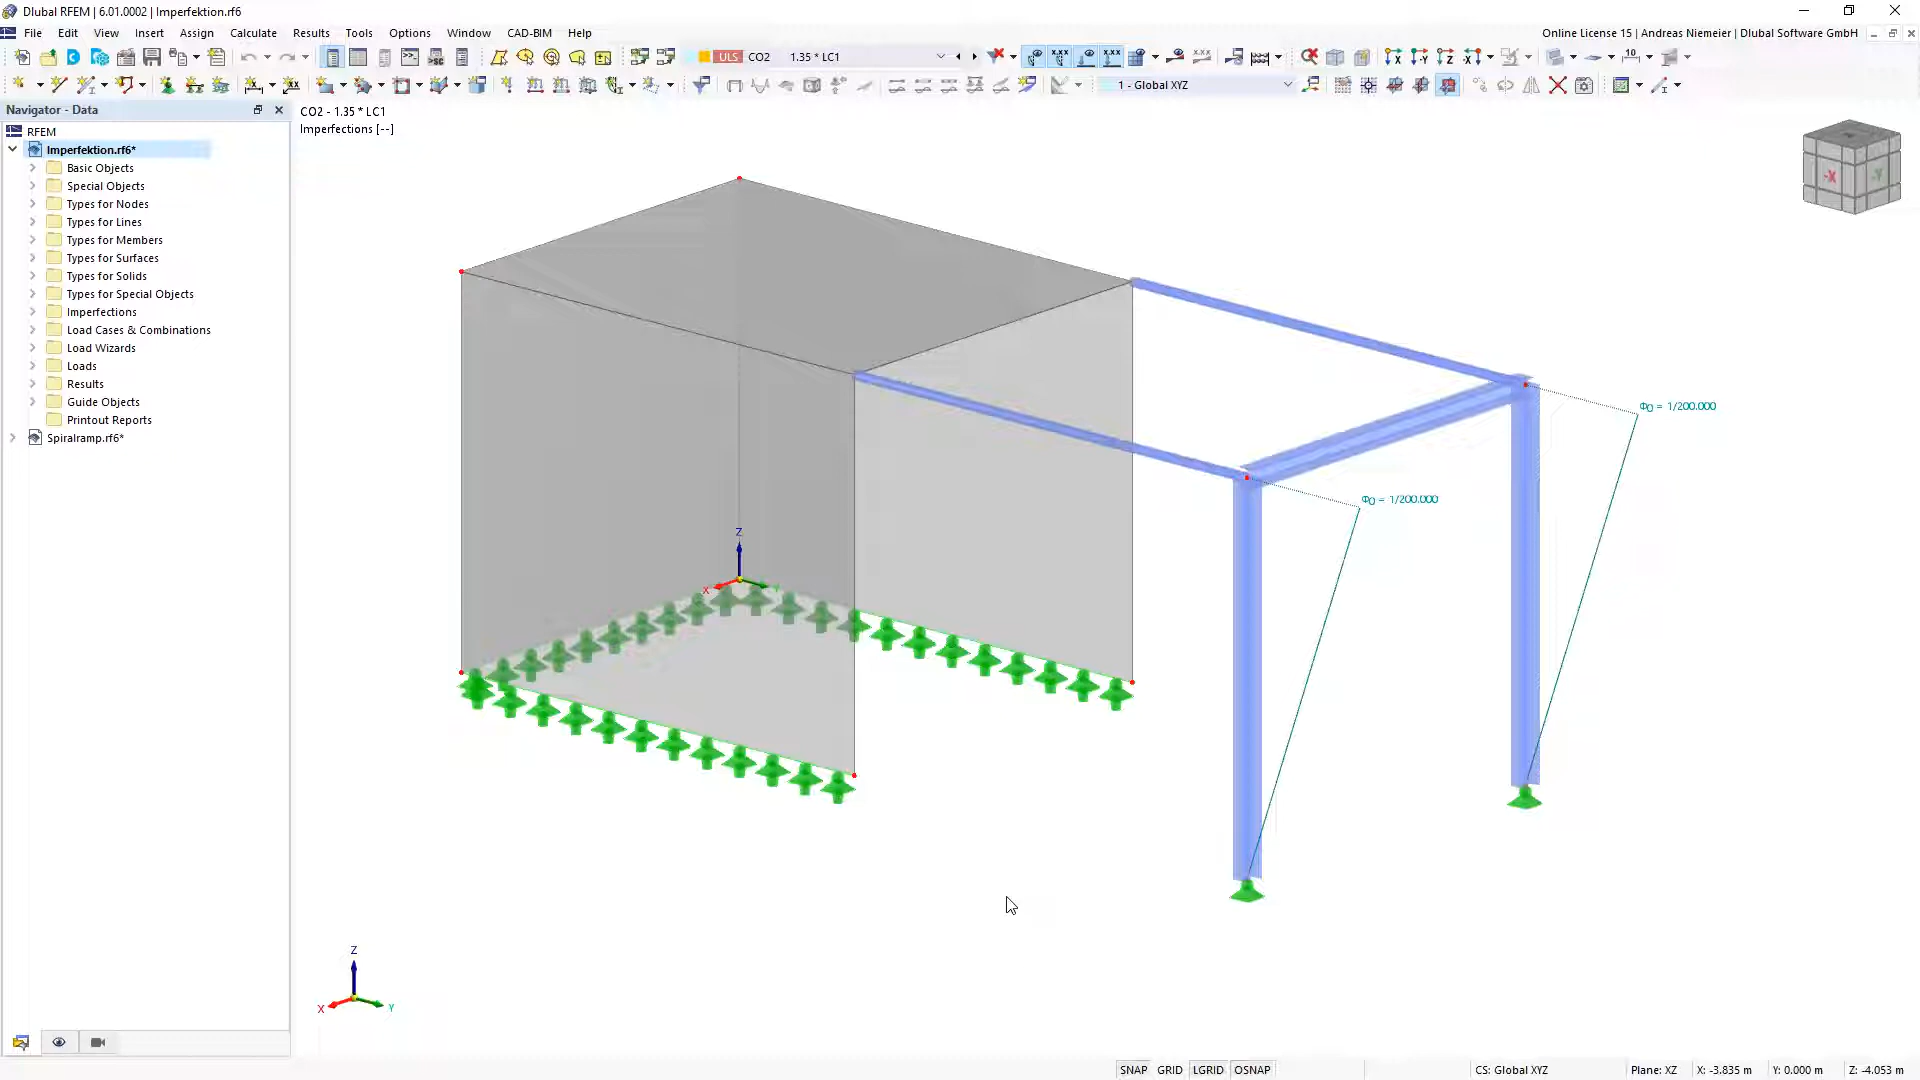 Dlubal RFEM | 6.01.0002 | Imperfektion.rf6
File Edit View Insert Assign Calculate Results Tools Options Window CAD-BIM Help
Online License 15 | Andreas Niemeier | Dlubal Software GmbH
ULS CO2 1.35 * LC1
1 - Global XYZ
Navigator - Data
RFEM
Imperfektion.rf6*
Basic Objects
Special Objects
Types for Nodes
Types for Lines
Types for Members
Types for Surfaces
Types for Solids
Types for Special Objects
Imperfections
Load Cases & Combinations
Load Wizards
Loads
Results
Guide Objects
Printout Reports
Spiralramp.rf6*
CO2 - 1.35 * LC1
Imperfections [--]
-X -Y
Φ0 = 1/200.000
Φ0 = 1/200.000
Z
X
Z
X Y
SNAP GRID LGRID OSNAP
CS: Global XYZ
Plane: XZ
X: -3.835 m
Y: 0.000 m
Z: -4.053 m